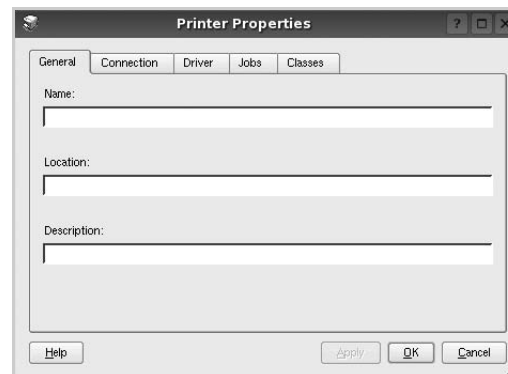 Printer Properties
General Connection Driver Jobs Classes
Name:
Location:
Description:
Help Apply OK Cancel